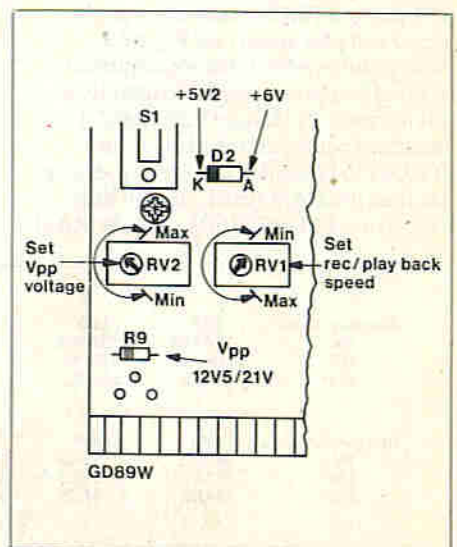 +5V2 +6V
S1
D2
K A
Max Min
Set
Vpp
voltage
RV2 RV1
Set
rec/play back
speed
Min Max
R9
Vpp
12V5/21V
GD89W